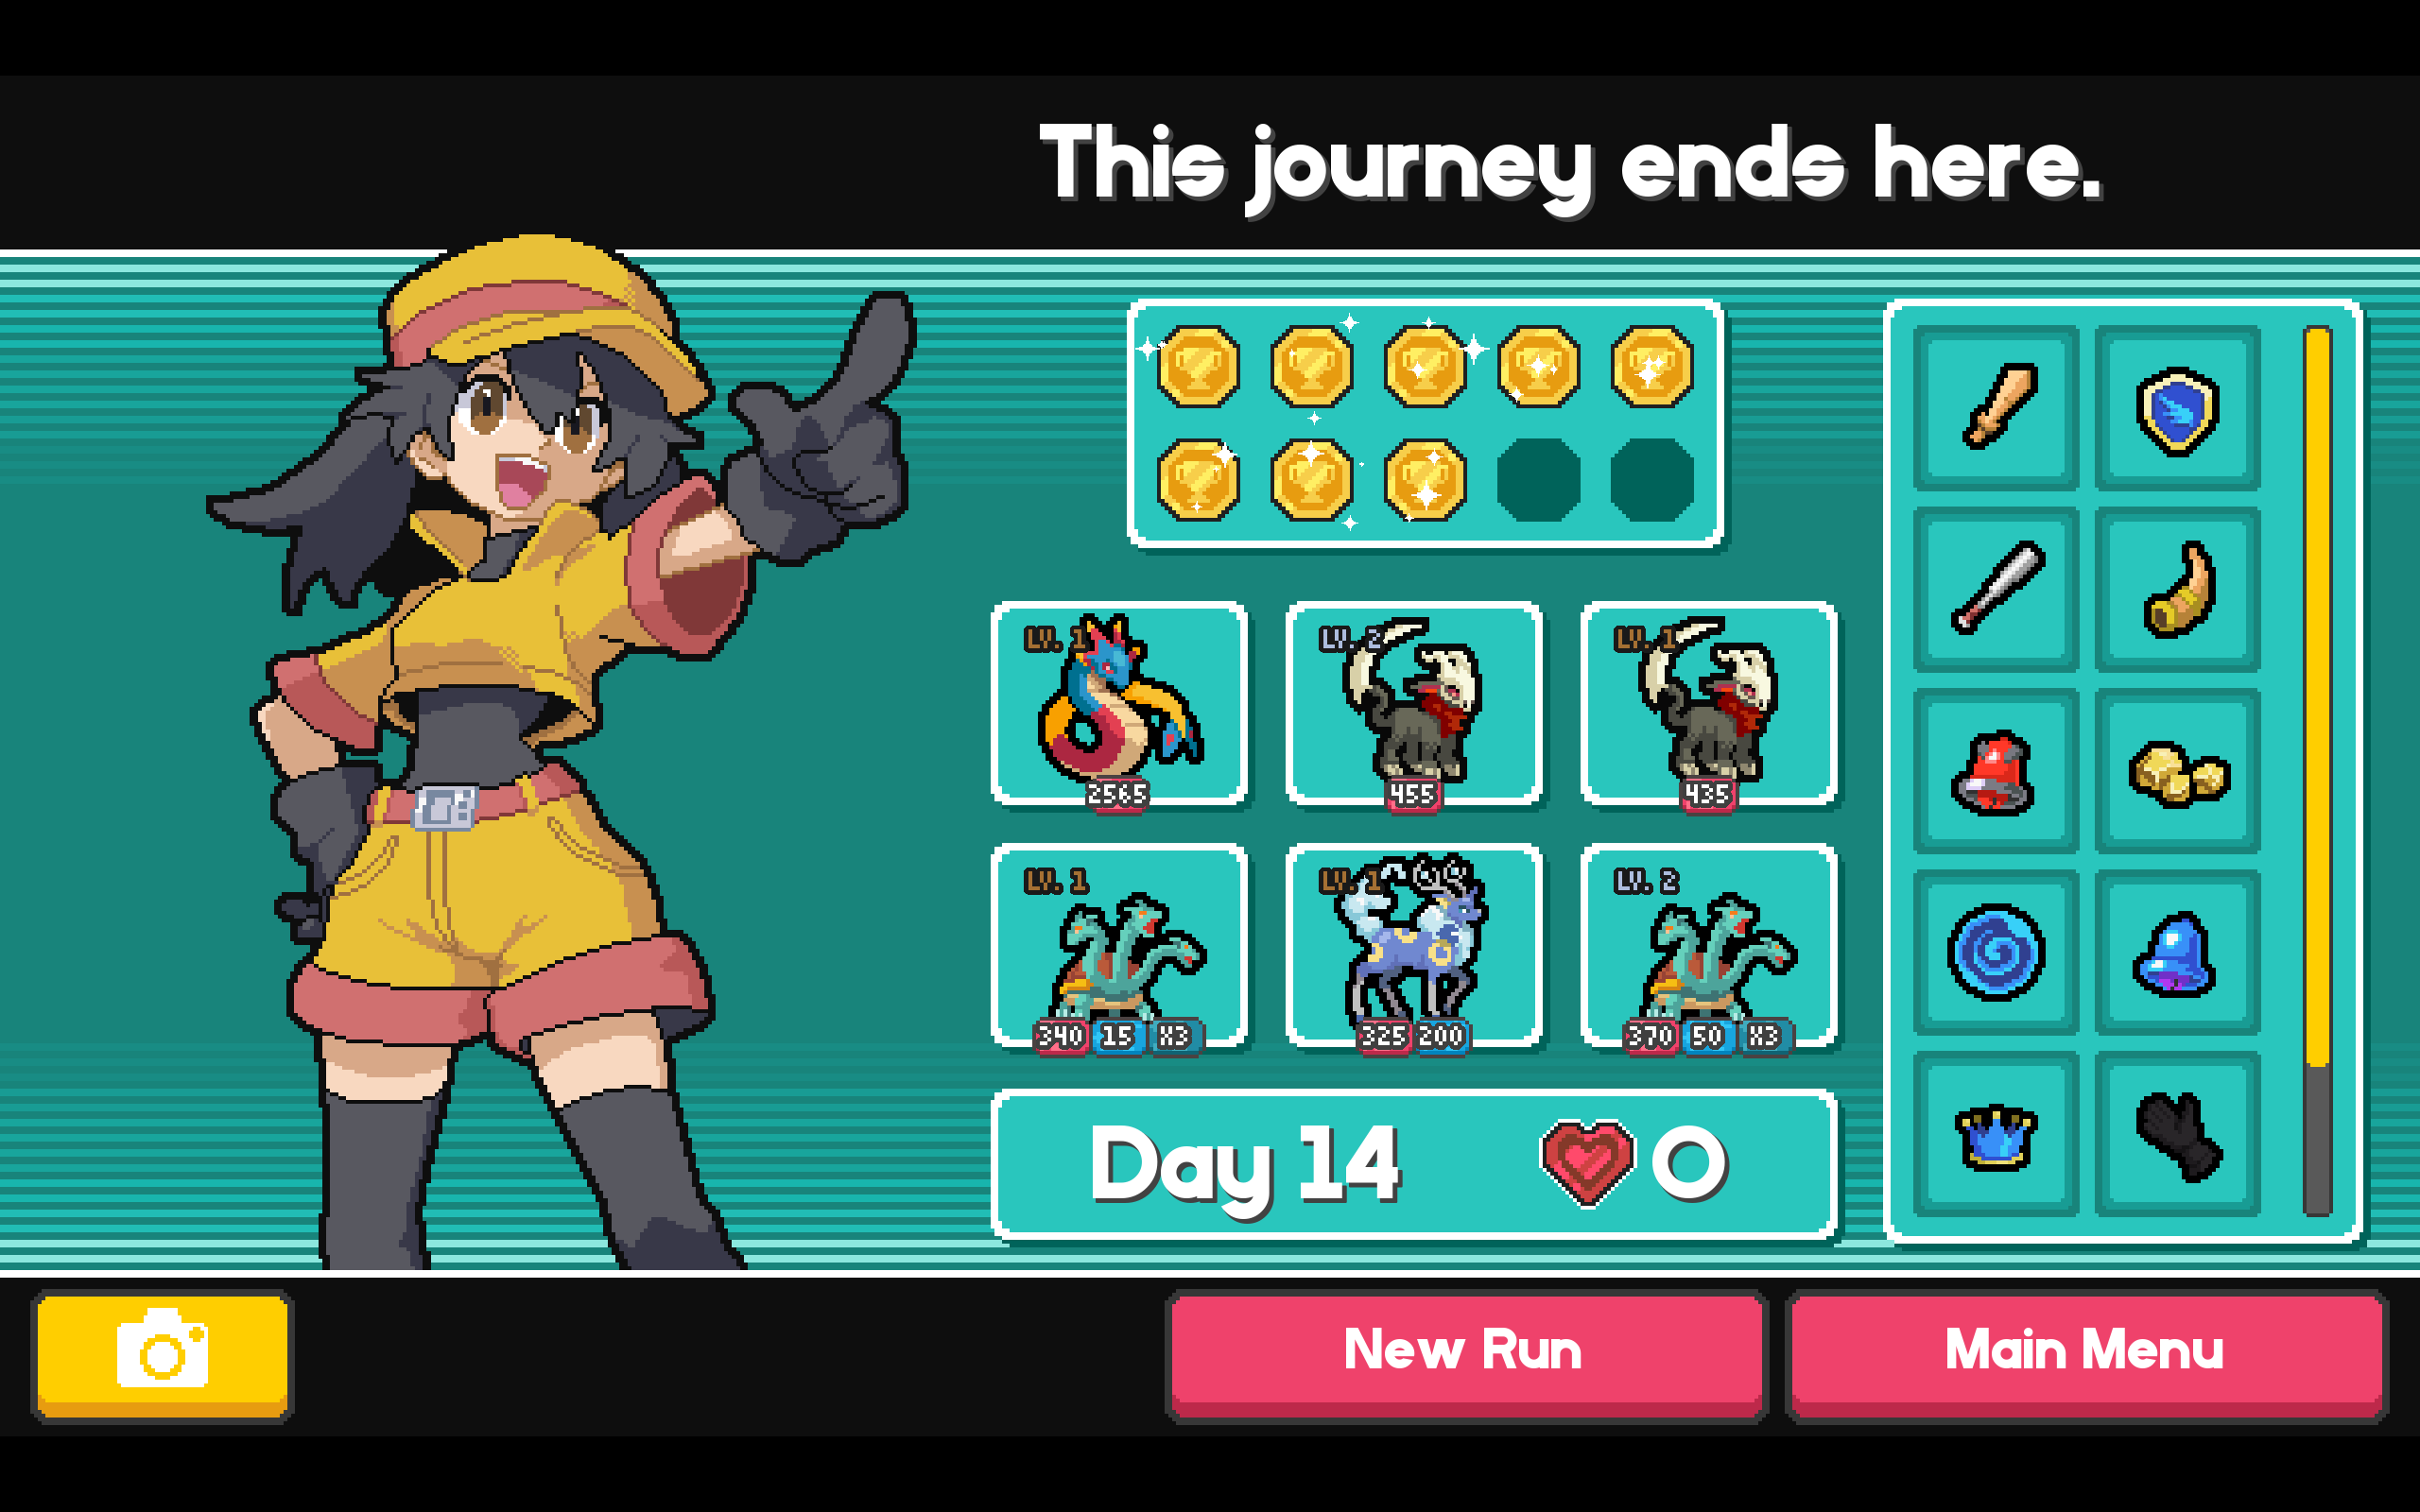 This journey ends here.
LV. 1
2565
LV. 2
455
LV. 1
435
LV. 1
340 15 X3
LV. 1
325 200
LV. 2
370 50 X3
Day 14 0
New Run
Main Menu